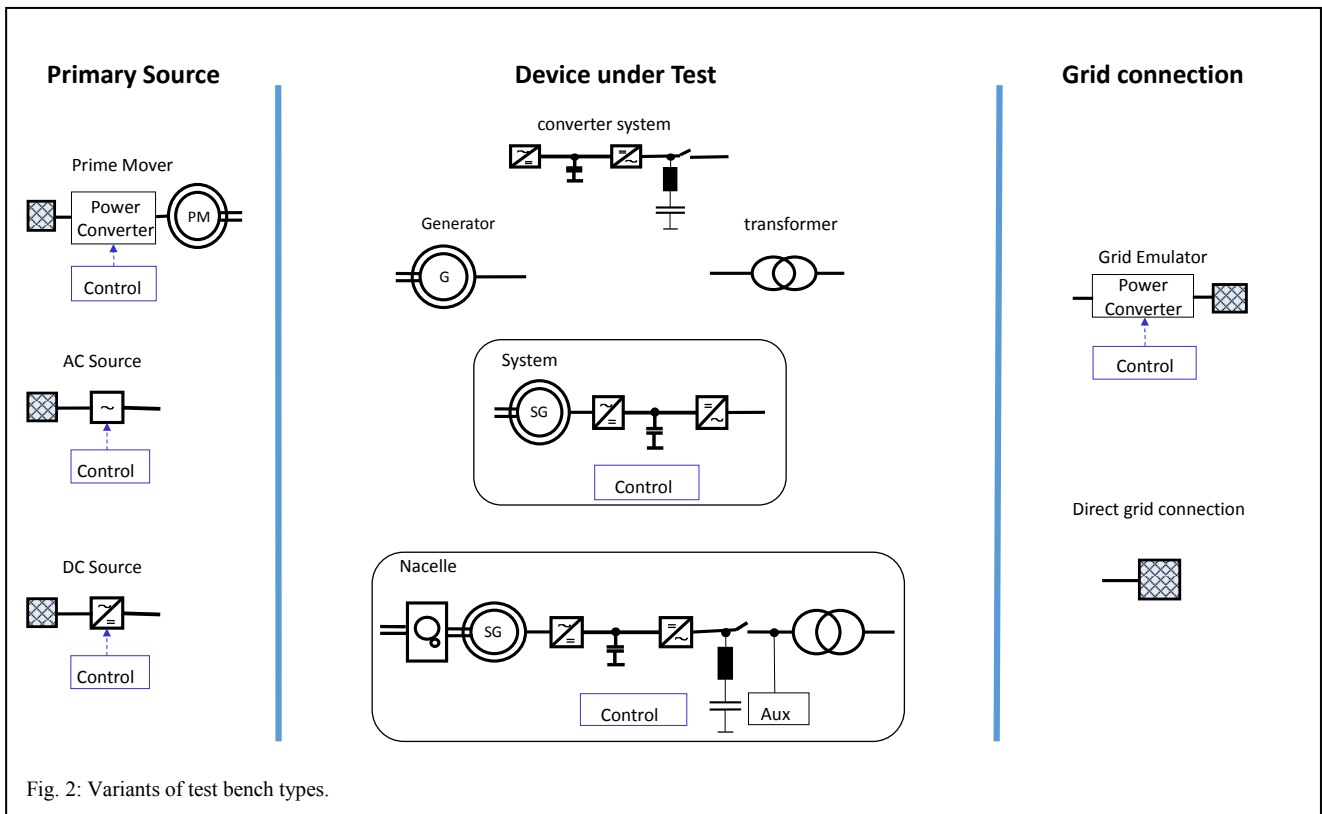 Primary Source
Device under Test
Grid connection
converter system
Prime Mover
Power
Converter
PM
Control
Generator
G
transformer
Grid Emulator
Power
Converter
Control
AC Source
~
Control
System
SG
~
=
=
~
Control
Direct grid connection
DC Source
~
=
Control
Nacelle
SG
~
=
=
~
Control
Aux
Fig. 2: Variants of test bench types.